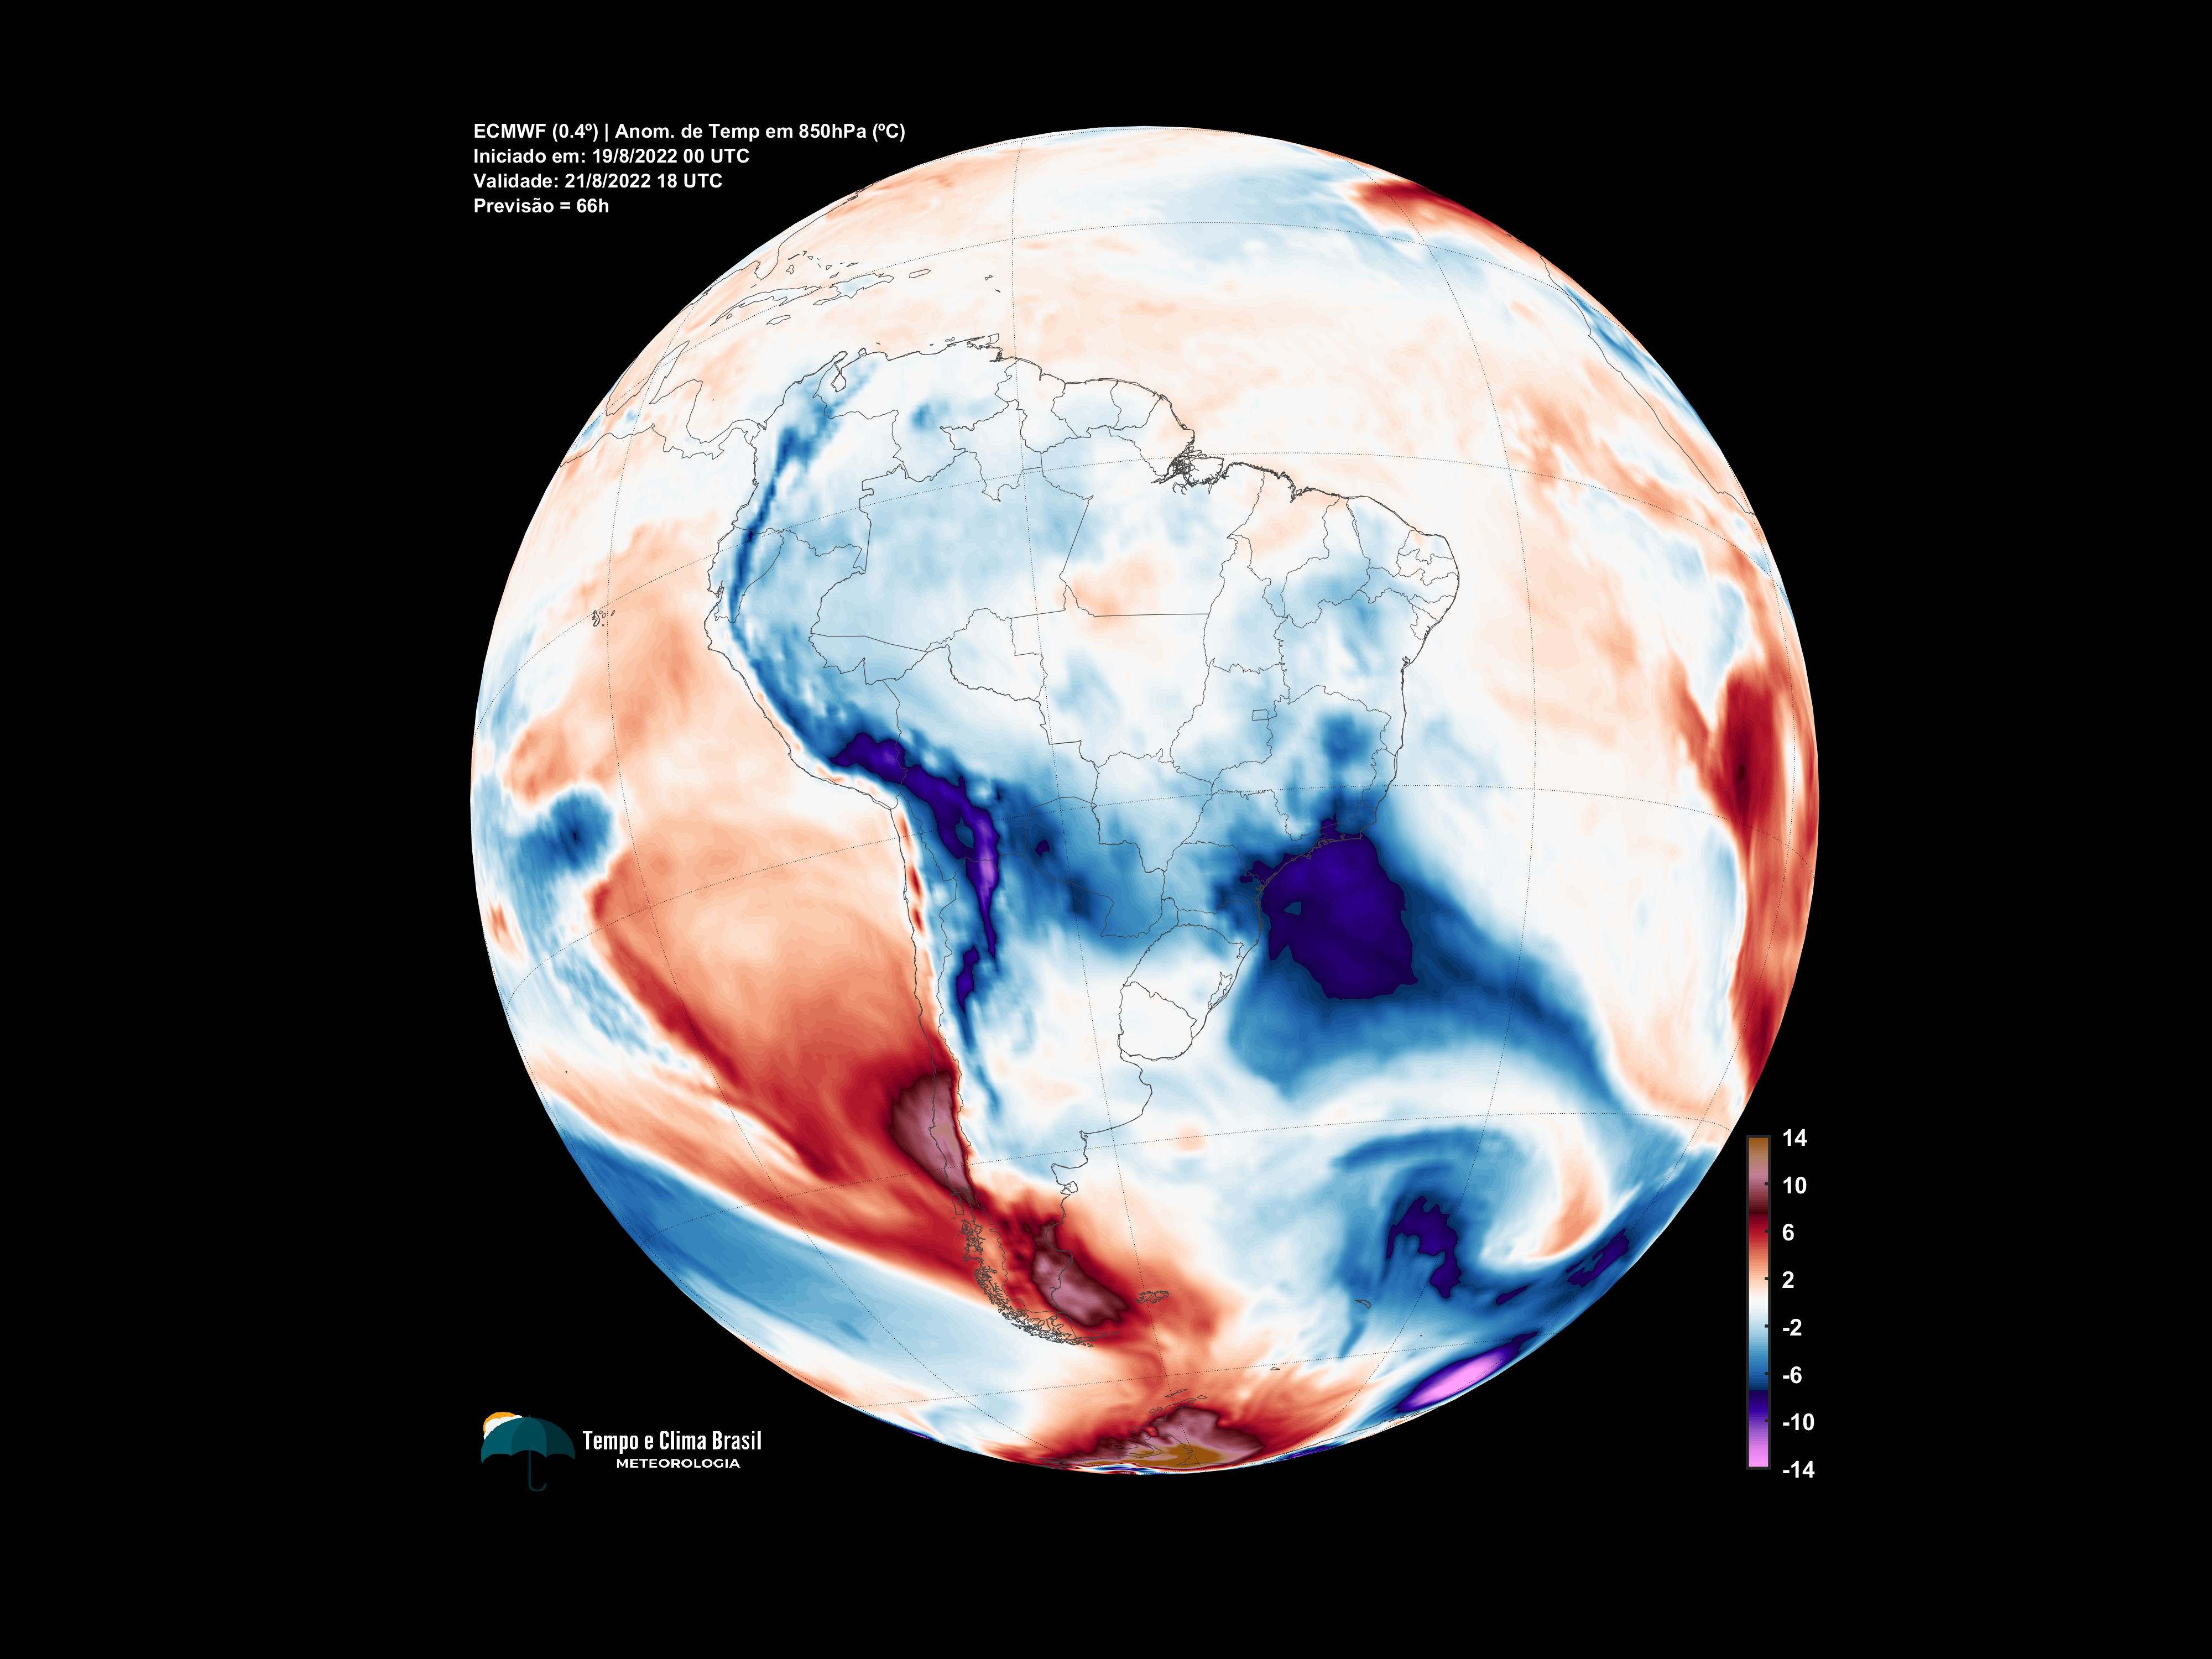 ECMWF (0.4º) | Anom. de Temp em 850hPa (ºC)
Iniciado em: 19/8/2022 00 UTC
Validade: 21/8/2022 18 UTC
Previsão = 66h
14
10
6
2
-2
-6
-10
-14
Tempo e Clima Brasil
METEOROLOGIA